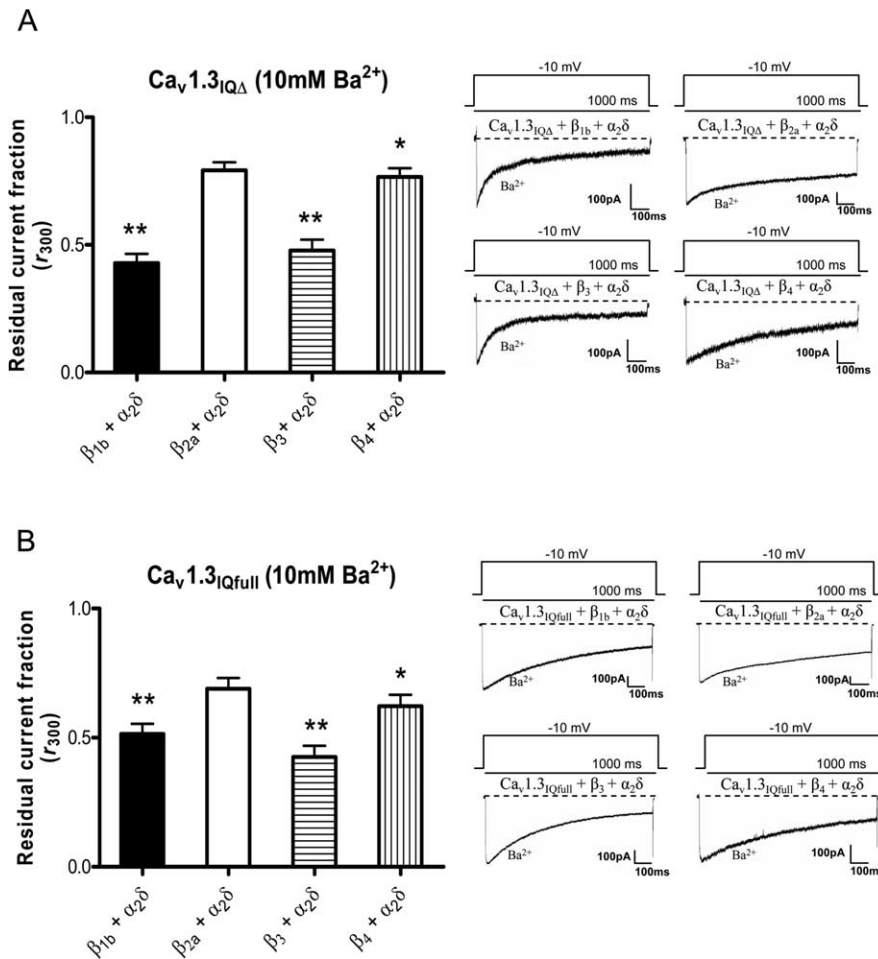 A
Cav1.3IQΔ (10mM Ba2+)
Residual current fraction
(r300)
1.0
0.5
0.0
**
**
*
β1b + α2δ
β2a + α2δ
β3 + α2δ
β4 + α2δ
-10 mV
1000 ms
Cav1.3IQΔ + β1b + α2δ
Ba2+
100pA
100ms
-10 mV
1000 ms
Cav1.3IQΔ + β2a + α2δ
Ba2+
100pA
100ms
-10 mV
1000 ms
Cav1.3IQΔ + β3 + α2δ
Ba2+
100pA
100ms
-10 mV
1000 ms
Cav1.3IQΔ + β4 + α2δ
Ba2+
100pA
100ms
B
Cav1.3IQfull (10mM Ba2+)
Residual current fraction
(r300)
1.0
0.5
0.0
**
**
*
β1b + α2δ
β2a + α2δ
β3 + α2δ
β4 + α2δ
-10 mV
1000 ms
Cav1.3IQfull + β1b + α2δ
Ba2+
100pA
100ms
-10 mV
1000 ms
Cav1.3IQfull + β2a + α2δ
Ba2+
100pA
100ms
-10 mV
1000 ms
Cav1.3IQfull + β3 + α2δ
Ba2+
100pA
100ms
-10 mV
1000 ms
Cav1.3IQfull + β4 + α2δ
Ba2+
100pA
100ms